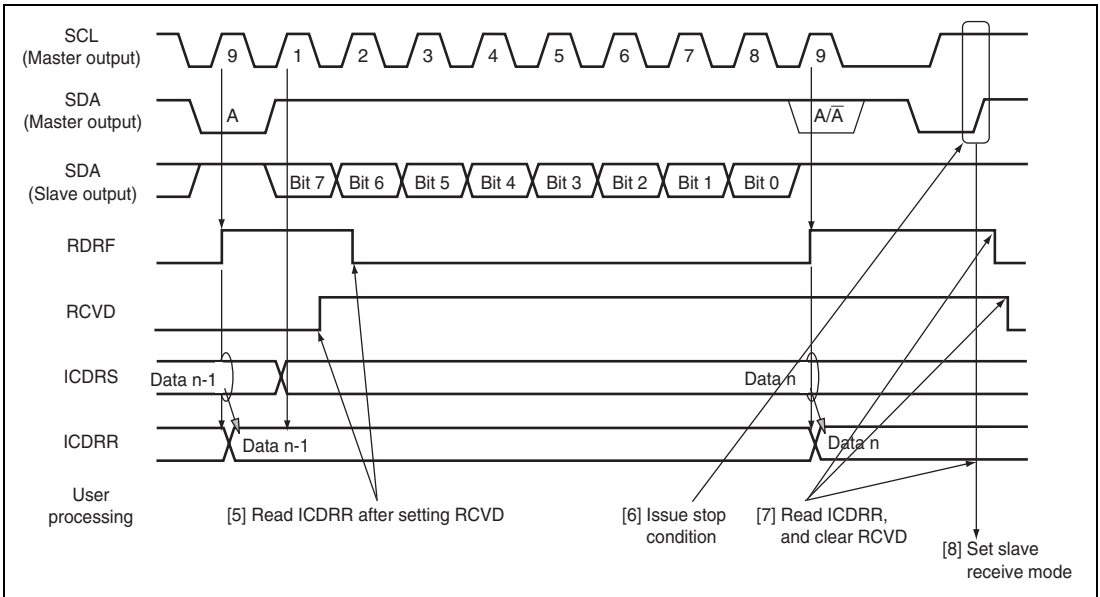 SCL
(Master output)
9 1 2 3 4 5 6 7 8 9
SDA
(Master output)
A A/A̅
SDA
(Slave output)
Bit 7 Bit 6 Bit 5 Bit 4 Bit 3 Bit 2 Bit 1 Bit 0
RDRF
RCVD
ICDRS
Data n-1 Data n
ICDRR
Data n-1 Data n
User
processing
[5] Read ICDRR after setting RCVD
[6] Issue stop
condition
[7] Read ICDRR,
and clear RCVD
[8] Set slave
receive mode